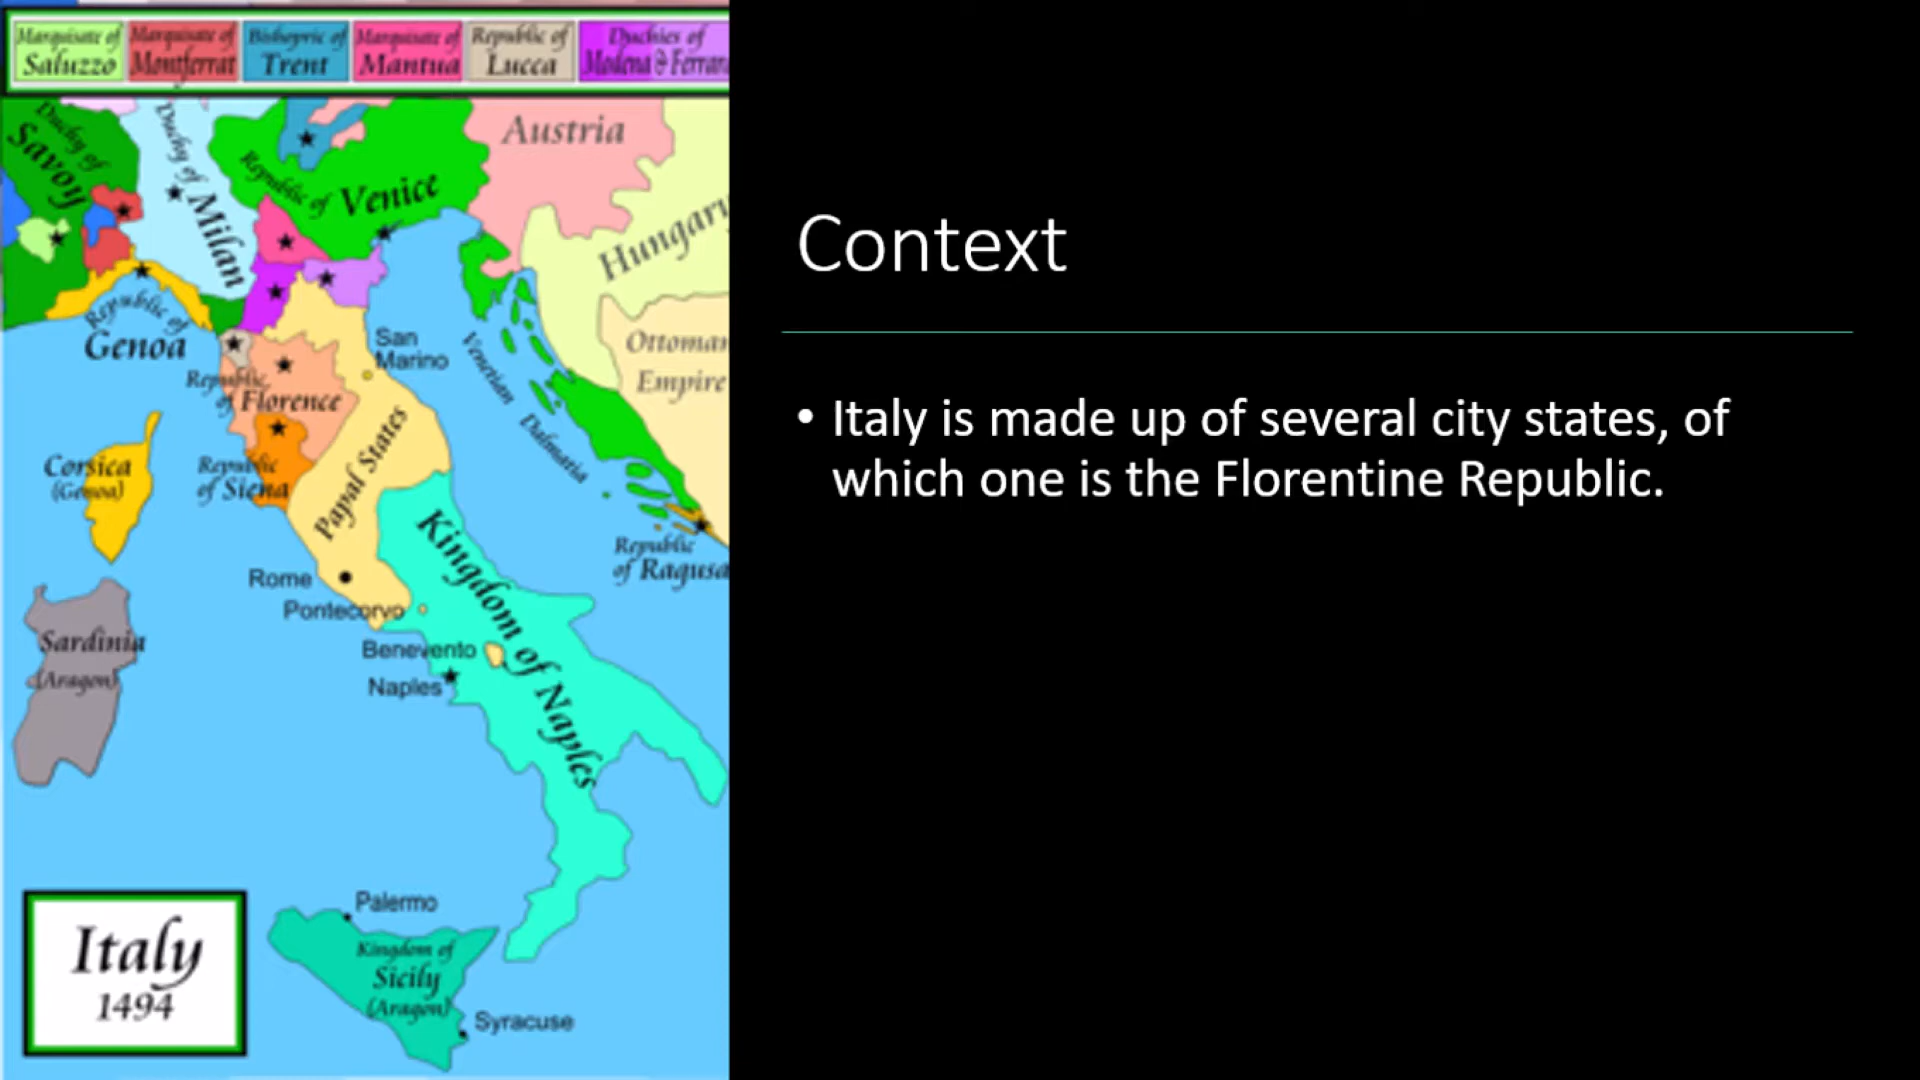 Marquisate of Saluzzo
Marquisate of Montferrat
Bishopric of Trent
Marquisate of Mantua
Republic of Lucca
Duchies of Modena & Ferrara
Duchy of Savoy
Duchy of Milan
Republic of Venice
Austria
Hungary
Republic of Genoa
San Marino
Ottoman Empire
Venetian Dalmatia
Republic of Florence
Corsica (Genoa)
Republic of Siena
Papal States
Kingdom of Naples
Republic of Ragusa
Rome
Pontecorvo
Sardinia (Aragon)
Benevento
Naples
Palermo
Kingdom of Sicily (Aragon)
Syracuse
Italy
1494
Context
• Italy is made up of several city states, of
which one is the Florentine Republic.